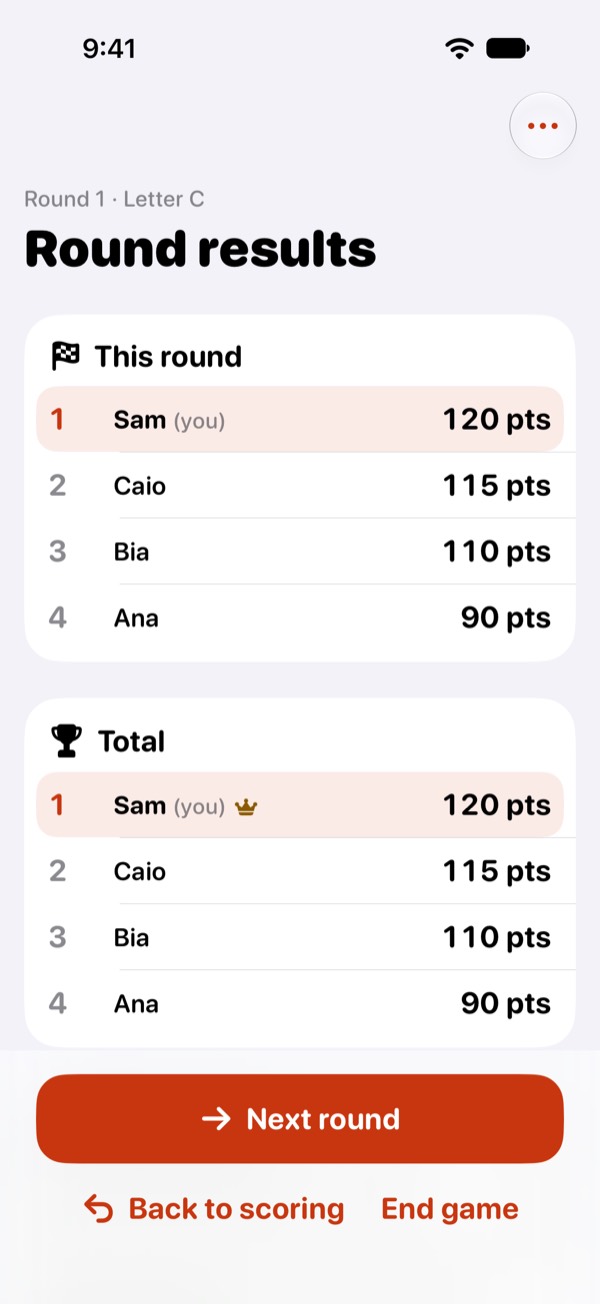 9:41
Round 1 · Letter C
Round results
This round
1 Sam (you) 120 pts
2 Caio 115 pts
3 Bia 110 pts
4 Ana 90 pts
Total
1 Sam (you) 120 pts
2 Caio 115 pts
3 Bia 110 pts
4 Ana 90 pts
Next round
Back to scoring End game